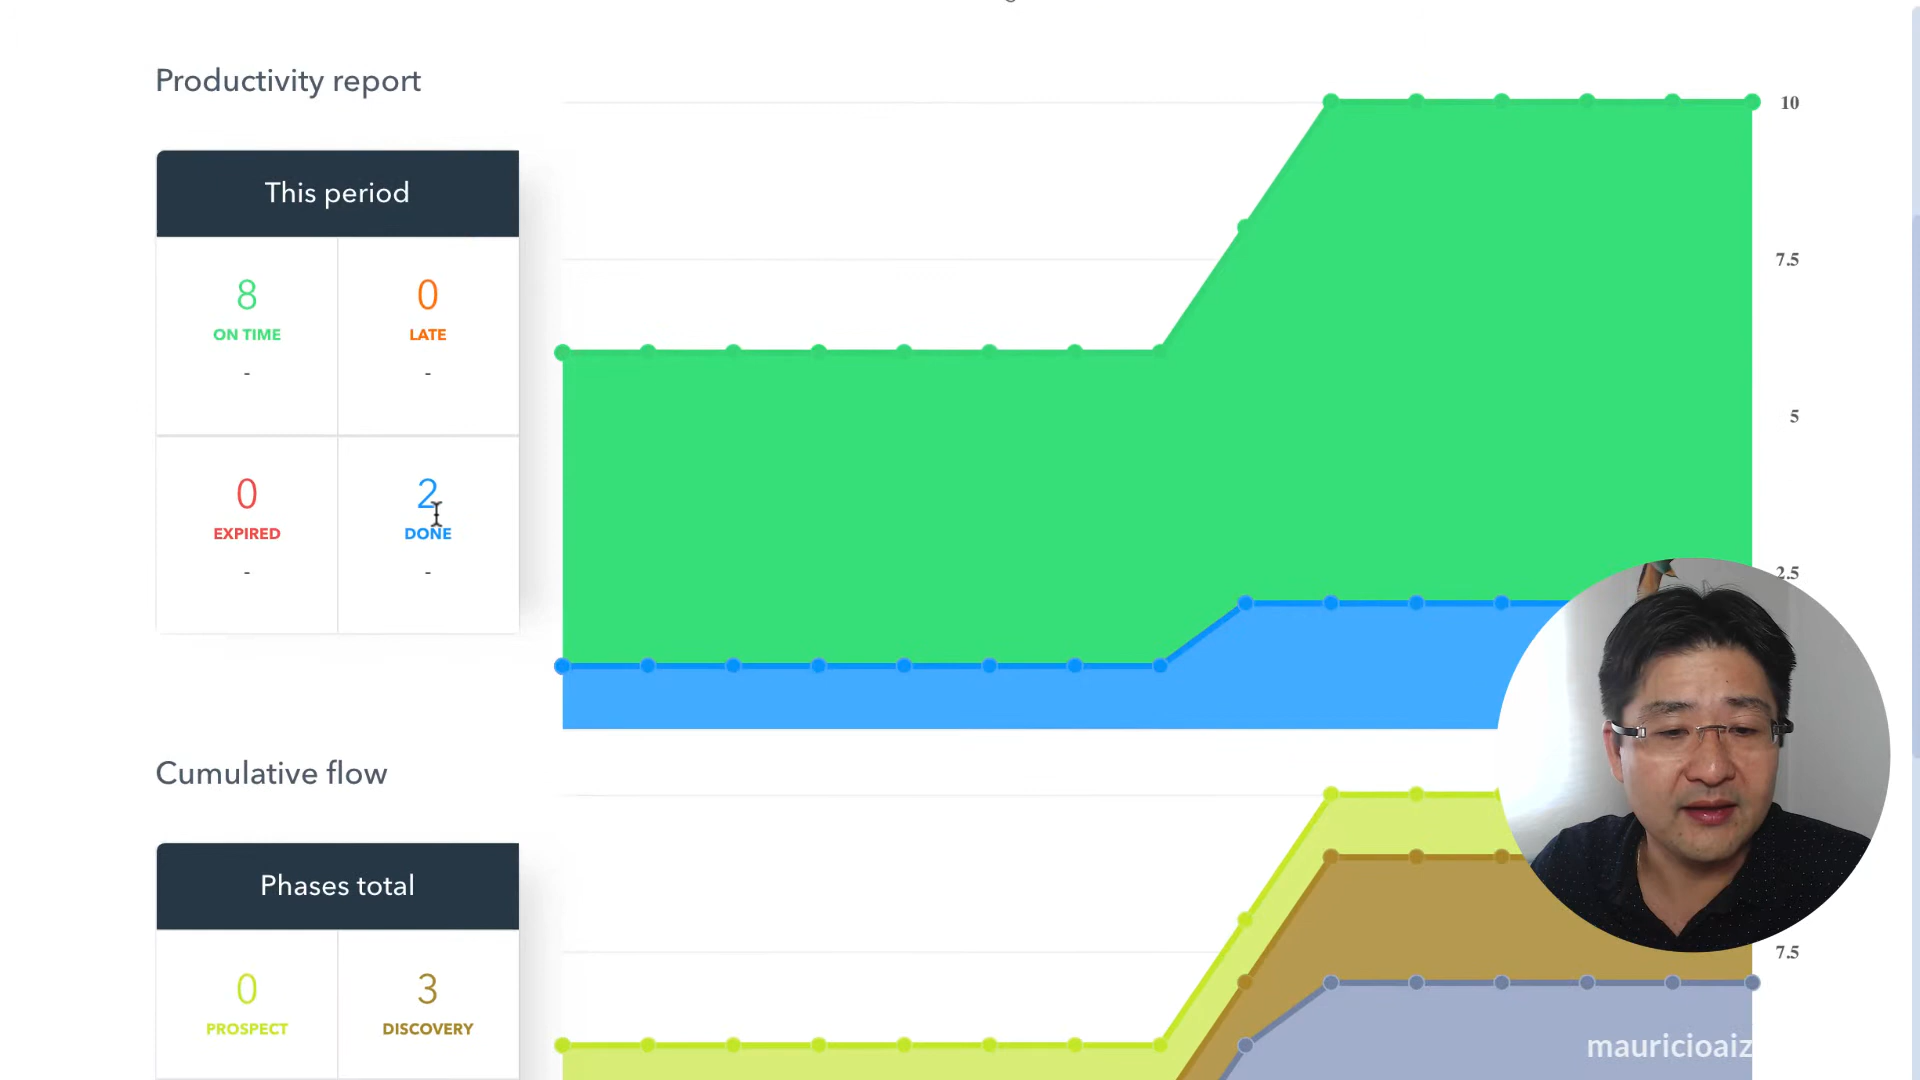 Productivity report
This period
8
ON TIME
-
0
LATE
-
0
EXPIRED
-
2
DONE
-
10
7.5
5
2.5
Cumulative flow
Phases total
0
PROSPECT
3
DISCOVERY
7.5
mauricioaiz